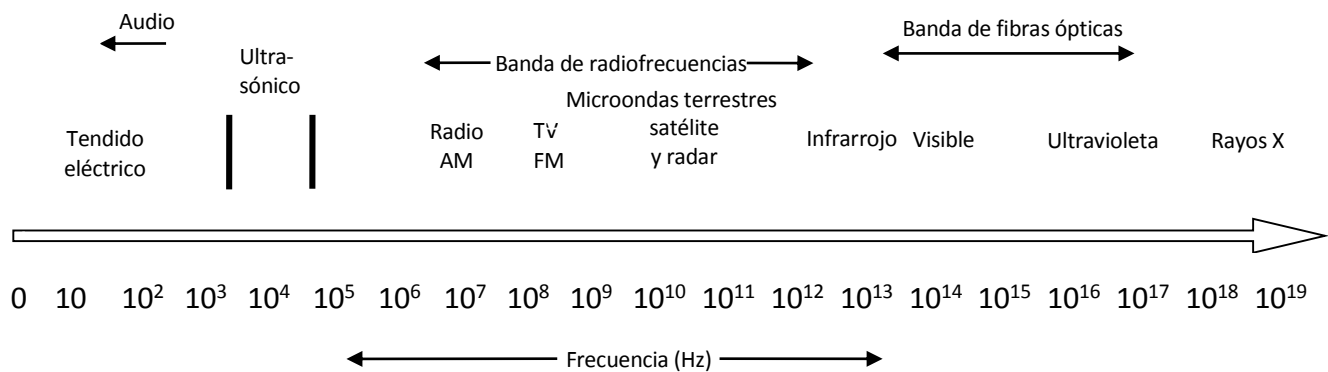 Audio
Banda de fibras ópticas
Ultra-
sónico
Banda de radiofrecuencias
Microondas terrestres
satélite
y radar
Tendido
eléctrico
Radio
AM
TV
FM
Infrarrojo
Visible
Ultravioleta
Rayos X
0 10 10² 10³ 10⁴ 10⁵ 10⁶ 10⁷ 10⁸ 10⁹ 10¹⁰ 10¹¹ 10¹² 10¹³ 10¹⁴ 10¹⁵ 10¹⁶ 10¹⁷ 10¹⁸ 10¹⁹
Frecuencia (Hz)